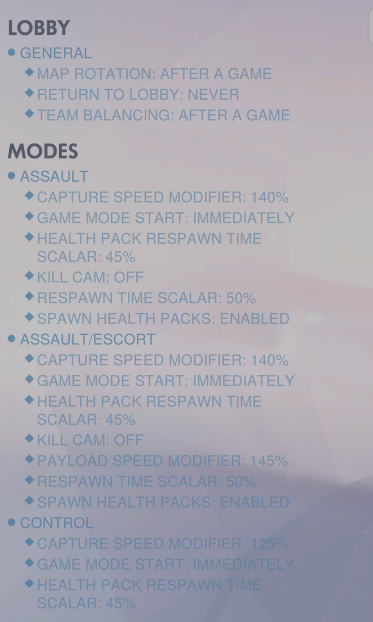 LOBBY
GENERAL
MAP ROTATION: AFTER A GAME
RETURN TO LOBBY: NEVER
TEAM BALANCING: AFTER A GAME
MODES
ASSAULT
CAPTURE SPEED MODIFIER: 140%
GAME MODE START: IMMEDIATELY
HEALTH PACK RESPAWN TIME
SCALAR: 45%
KILL CAM: OFF
RESPAWN TIME SCALAR: 50%
SPAWN HEALTH PACKS: ENABLED
ASSAULT/ESCORT
CAPTURE SPEED MODIFIER: 140%
GAME MODE START: IMMEDIATELY
HEALTH PACK RESPAWN TIME
SCALAR: 45%
KILL CAM: OFF
PAYLOAD SPEED MODIFIER: 145%
RESPAWN TIME SCALAR: 50%
SPAWN HEALTH PACKS: ENABLED
CONTROL
CAPTURE SPEED MODIFIER: 125%
GAME MODE START: IMMEDIATELY
HEALTH PACK RESPAWN TIME
SCALAR: 45%